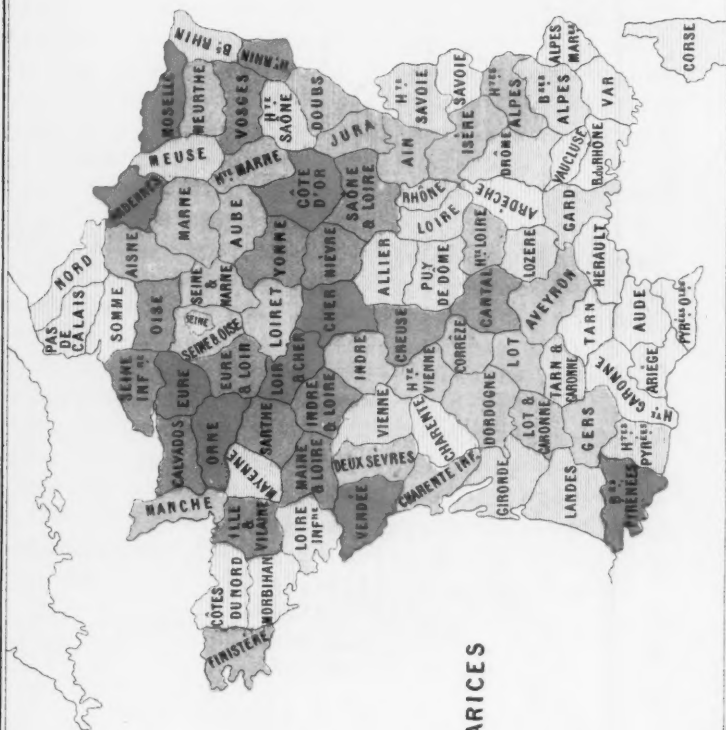 NORD
PAS
DE
CALAIS
SOMME
SEINE
INF.RE
OISE
AISNE
ARDENNES
MEUSE
MOSELLE
MEURTHE
BS RHIN
HT RHIN
VOSGES
HTE
SAÔNE
HTE MARNE
MARNE
AUBE
SEINE
&
MARNE
SEINE
SEINE & OISE
EURE
EURE
& LOIR
CALVADOS
ORNE
MANCHE
MAYENNE
SARTHE
ILLE
&
VILAINE
CÔTES
DU NORD
FINISTÈRE
MORBIHAN
LOIRE
INFRE
MAINE
& LOIRE
INDRE
& LOIRE
LOIR
& CHER
LOIRET
YONNE
CÔTE
D'OR
DOUBS
JURA
SAÔNE
& LOIRE
NIÈVRE
CHER
INDRE
VIENNE
DEUX SÈVRES
VENDÉE
CHARENTE INF.
CHARENTE
HTE
VIENNE
CREUSE
ALLIER
PUY
DE DÔME
LOIRE
RHÔNE
AIN
HTE
SAVOIE
SAVOIE
ISÈRE
HTES
ALPES
BSES
ALPES
ALPES
MARES
VAR
DRÔME
VAUCLUSE
B. du RHÔNE
ARDÈCHE
GARD
LOZÈRE
HTE LOIRE
CANTAL
CORRÈZE
DORDOGNE
GIRONDE
LOT &
GARONNE
LOT
AVEYRON
TARN &
GARONNE
TARN
HÉRAULT
AUDE
PYRÉES OLES
ARIÈGE
HTE GARONNE
GERS
LANDES
BSES
PYRÉNÉES
HTES
PYRÉES
CORSE
ARICES